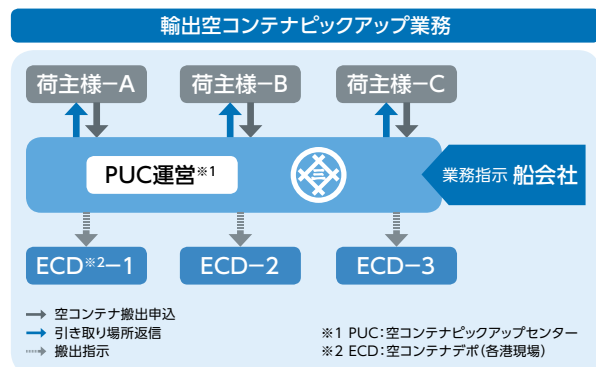 輸出空コンテナピックアップ業務
荷主様-A
荷主様-B
荷主様-C
PUC運営※1
業務指示 船会社
ECD※2-1
ECD-2
ECD-3
空コンテナ搬出申込
引き取り場所返信
搬出指示
※1 PUC:空コンテナピックアップセンター
※2 ECD:空コンテナデポ(各港現場)